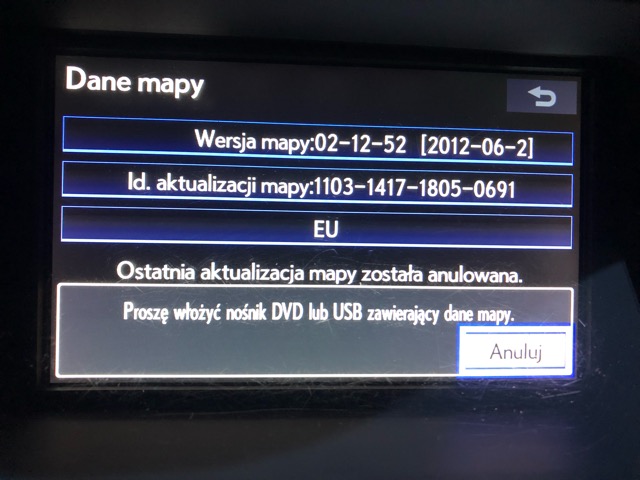 Dane mapy
Wersja mapy:02-12-52 [2012-06-2]
Id. aktualizacji mapy:1103-1417-1805-0691
EU
Ostatnia aktualizacja mapy została anulowana.
Proszę włożyć nośnik DVD lub USB zawierający dane mapy.
Anuluj